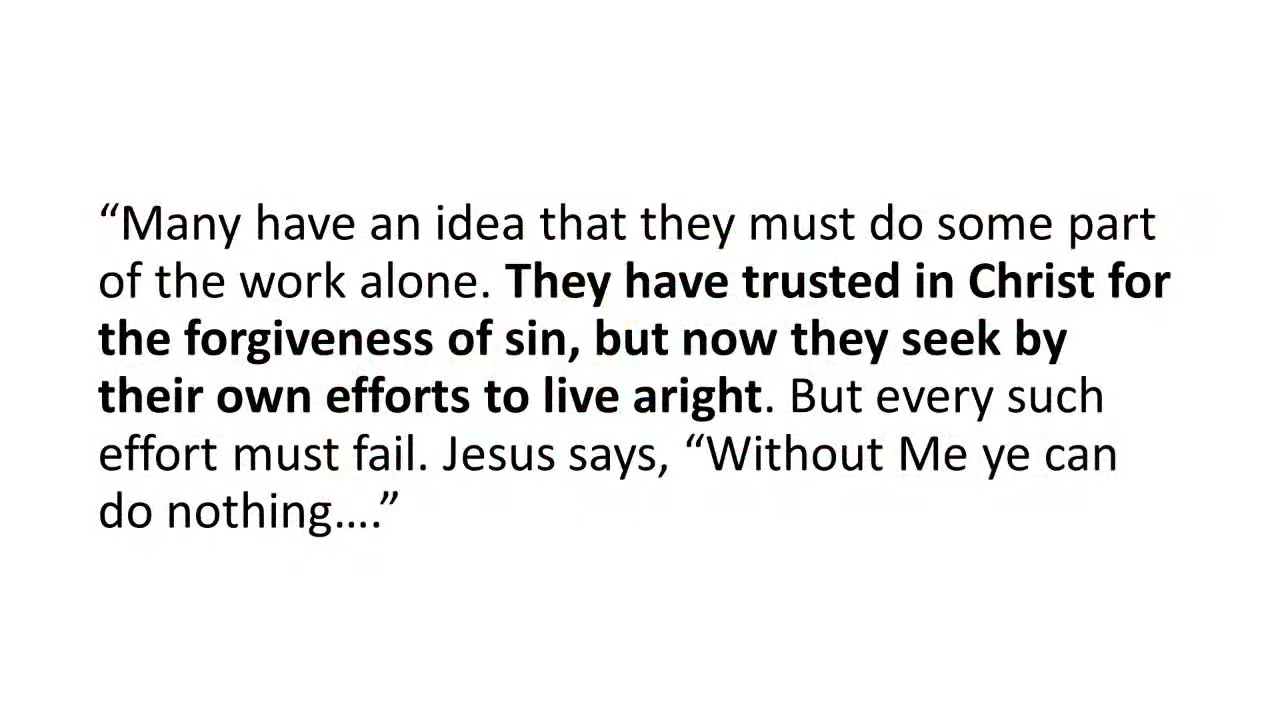 “Many have an idea that they must do some part
of the work alone. They have trusted in Christ for
the forgiveness of sin, but now they seek by
their own efforts to live aright. But every such
effort must fail. Jesus says, “Without Me ye can
do nothing….”